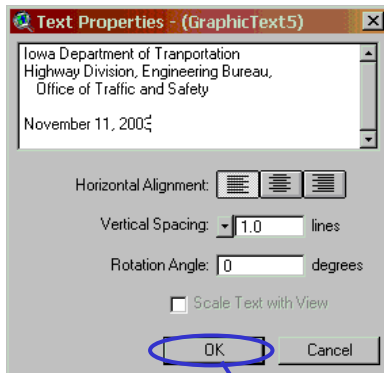 Text Properties - (GraphicText5)
Iowa Department of Tranportation
Highway Division, Engineering Bureau,
Office of Traffic and Safety
November 11, 2003
Horizontal Alignment:
Vertical Spacing: 1.0 lines
Rotation Angle: 0 degrees
Scale Text with View
OK Cancel